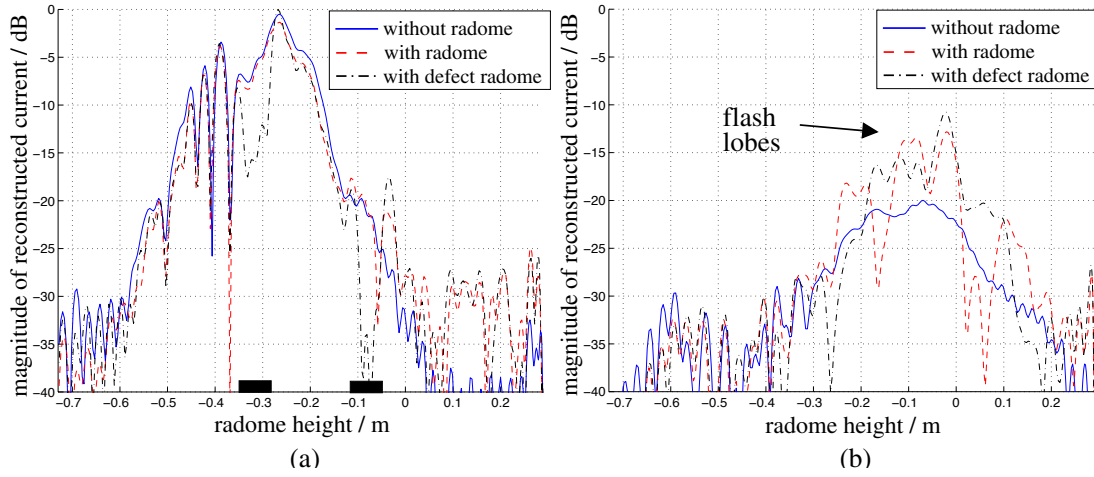 magnitude of reconstructed current / dB
0
−5
−10
−15
−20
−25
−30
−35
−40
without radome
with radome
with defect radome
−0.7
−0.6
−0.5
−0.4
−0.3
−0.2
−0.1
0
0.1
0.2
radome height / m
(a)
magnitude of reconstructed current / dB
0
−5
−10
−15
−20
−25
−30
−35
−40
without radome
with radome
with defect radome
flash
lobes
−0.7
−0.6
−0.5
−0.4
−0.3
−0.2
−0.1
0
0.1
0.2
radome height / m
(b)